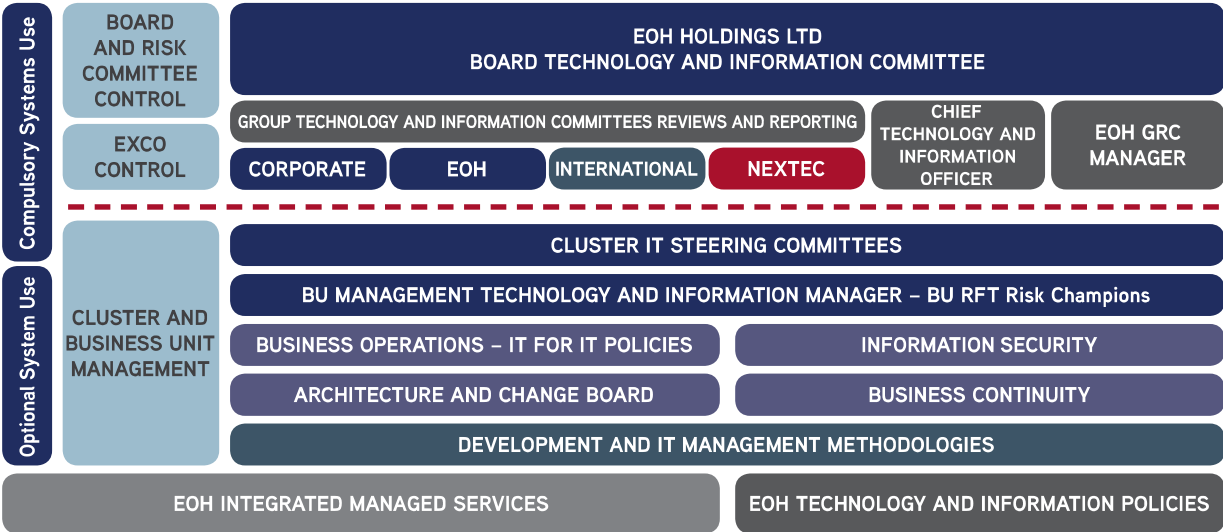 Compulsory Systems Use
BOARD
AND RISK
COMMITTEE
CONTROL
EOH HOLDINGS LTD
BOARD TECHNOLOGY AND INFORMATION COMMITTEE
EXCO
CONTROL
GROUP TECHNOLOGY AND INFORMATION COMMITTEES REVIEWS AND REPORTING
CORPORATE
EOH
INTERNATIONAL
NEXTEC
CHIEF
TECHNOLOGY AND
INFORMATION
OFFICER
EOH GRC
MANAGER
Optional System Use
CLUSTER AND
BUSINESS UNIT
MANAGEMENT
CLUSTER IT STEERING COMMITTEES
BU MANAGEMENT TECHNOLOGY AND INFORMATION MANAGER – BU RFT Risk Champions
BUSINESS OPERATIONS – IT FOR IT POLICIES
INFORMATION SECURITY
ARCHITECTURE AND CHANGE BOARD
BUSINESS CONTINUITY
DEVELOPMENT AND IT MANAGEMENT METHODOLOGIES
EOH INTEGRATED MANAGED SERVICES
EOH TECHNOLOGY AND INFORMATION POLICIES